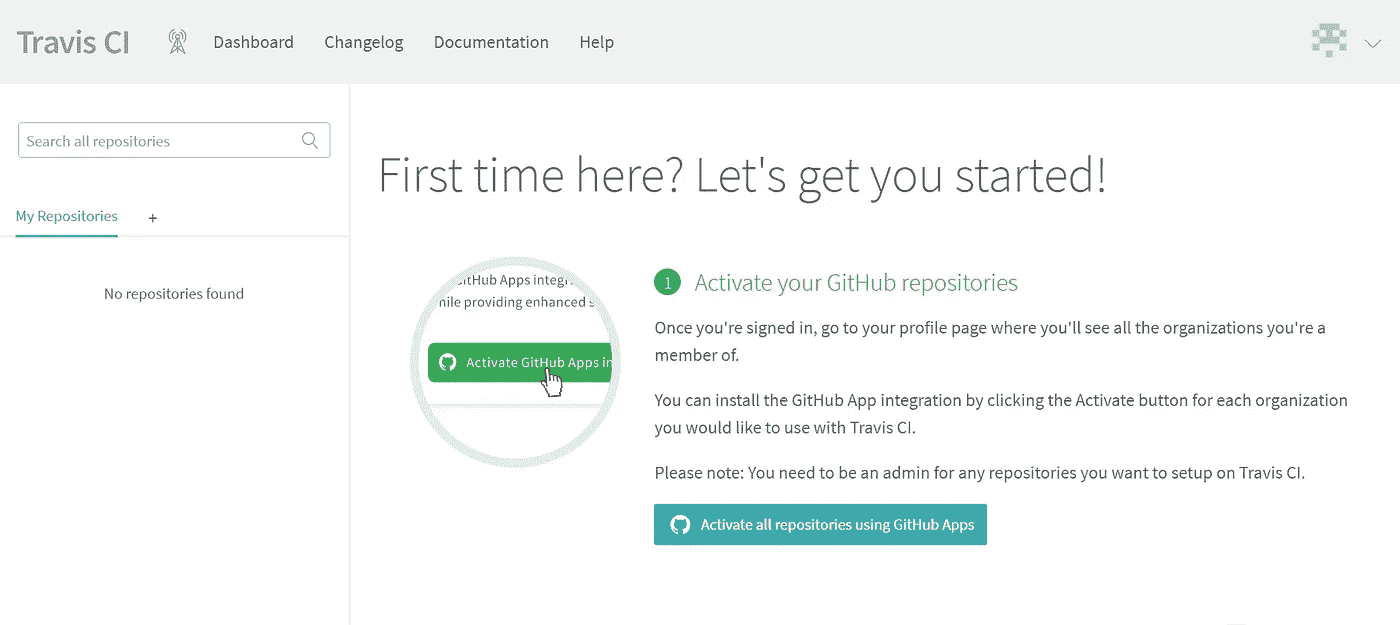 Travis CI
Dashboard
Changelog
Documentation
Help
Search all repositories
My Repositories
+
No repositories found
First time here? Let's get you started!
GitHub Apps
providing enhanced
Activate GitHub Apps
1
Activate your GitHub repositories
Once you're signed in, go to your profile page where you'll see all the organizations you're a
member of.
You can install the GitHub App integration by clicking the Activate button for each organization
you would like to use with Travis CI.
Please note: You need to be an admin for any repositories you want to setup on Travis CI.
Activate all repositories using GitHub Apps